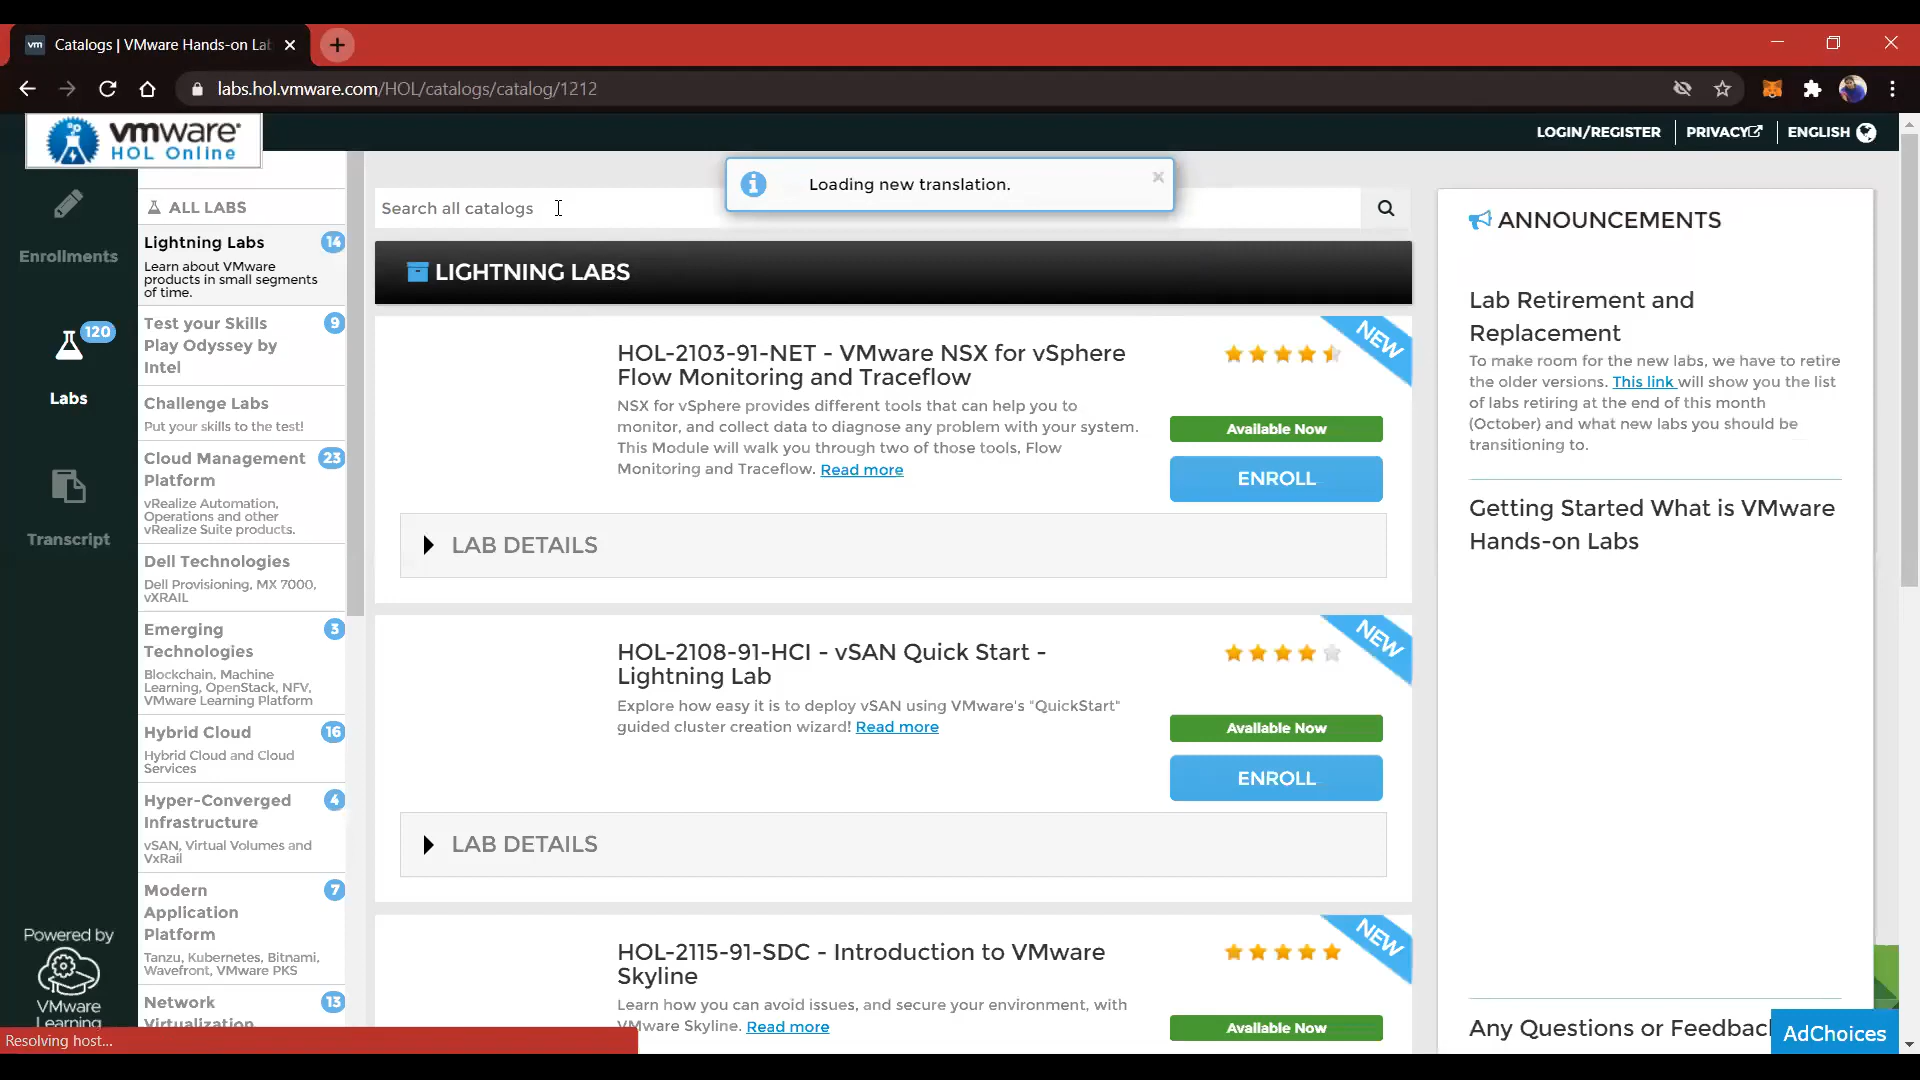 vm Catalogs | VMware Hands-on Lab
labs.hol.vmware.com/HOL/catalogs/catalog/1212
vmware
HOL Online
LOGIN/REGISTER
PRIVACY
ENGLISH
Enrollments
120
Labs
Transcript
Powered by
VMware
Learning
ALL LABS
Lightning Labs 14
Learn about VMware
products in small segments
of time.
Test your Skills 9
Play Odyssey by
Intel
Challenge Labs
Put your skills to the test!
Cloud Management 23
Platform
vRealize Automation,
Operations and other
vRealize Suite products.
Dell Technologies
Dell Provisioning, MX 7000,
vXRAIL
Emerging 3
Technologies
Blockchain, Machine
Learning, OpenStack, NFV,
VMware Learning Platform
Hybrid Cloud 16
Hybrid Cloud and Cloud
Services
Hyper-Converged 4
Infrastructure
vSAN, Virtual Volumes and
VxRail
Modern 7
Application
Platform
Tanzu, Kubernetes, Bitnami,
Wavefront, VMware PKS
Network 13
Virtualization
Resolving host...
Search all catalogs
Loading new translation.
LIGHTNING LABS
HOL-2103-91-NET - VMware NSX for vSphere
Flow Monitoring and Traceflow
NSX for vSphere provides different tools that can help you to
monitor, and collect data to diagnose any problem with your system.
This Module will walk you through two of those tools, Flow
Monitoring and Traceflow. Read more
NEW
Available Now
ENROLL
LAB DETAILS
HOL-2108-91-HCI - vSAN Quick Start -
Lightning Lab
Explore how easy it is to deploy vSAN using VMware's "QuickStart"
guided cluster creation wizard! Read more
NEW
Available Now
ENROLL
LAB DETAILS
HOL-2115-91-SDC - Introduction to VMware
Skyline
Learn how you can avoid issues, and secure your environment, with
VMware Skyline. Read more
NEW
Available Now
ANNOUNCEMENTS
Lab Retirement and
Replacement
To make room for the new labs, we have to retire
the older versions. This link will show you the list
of labs retiring at the end of this month
(October) and what new labs you should be
transitioning to.
Getting Started What is VMware
Hands-on Labs
Any Questions or Feedbac
AdChoices